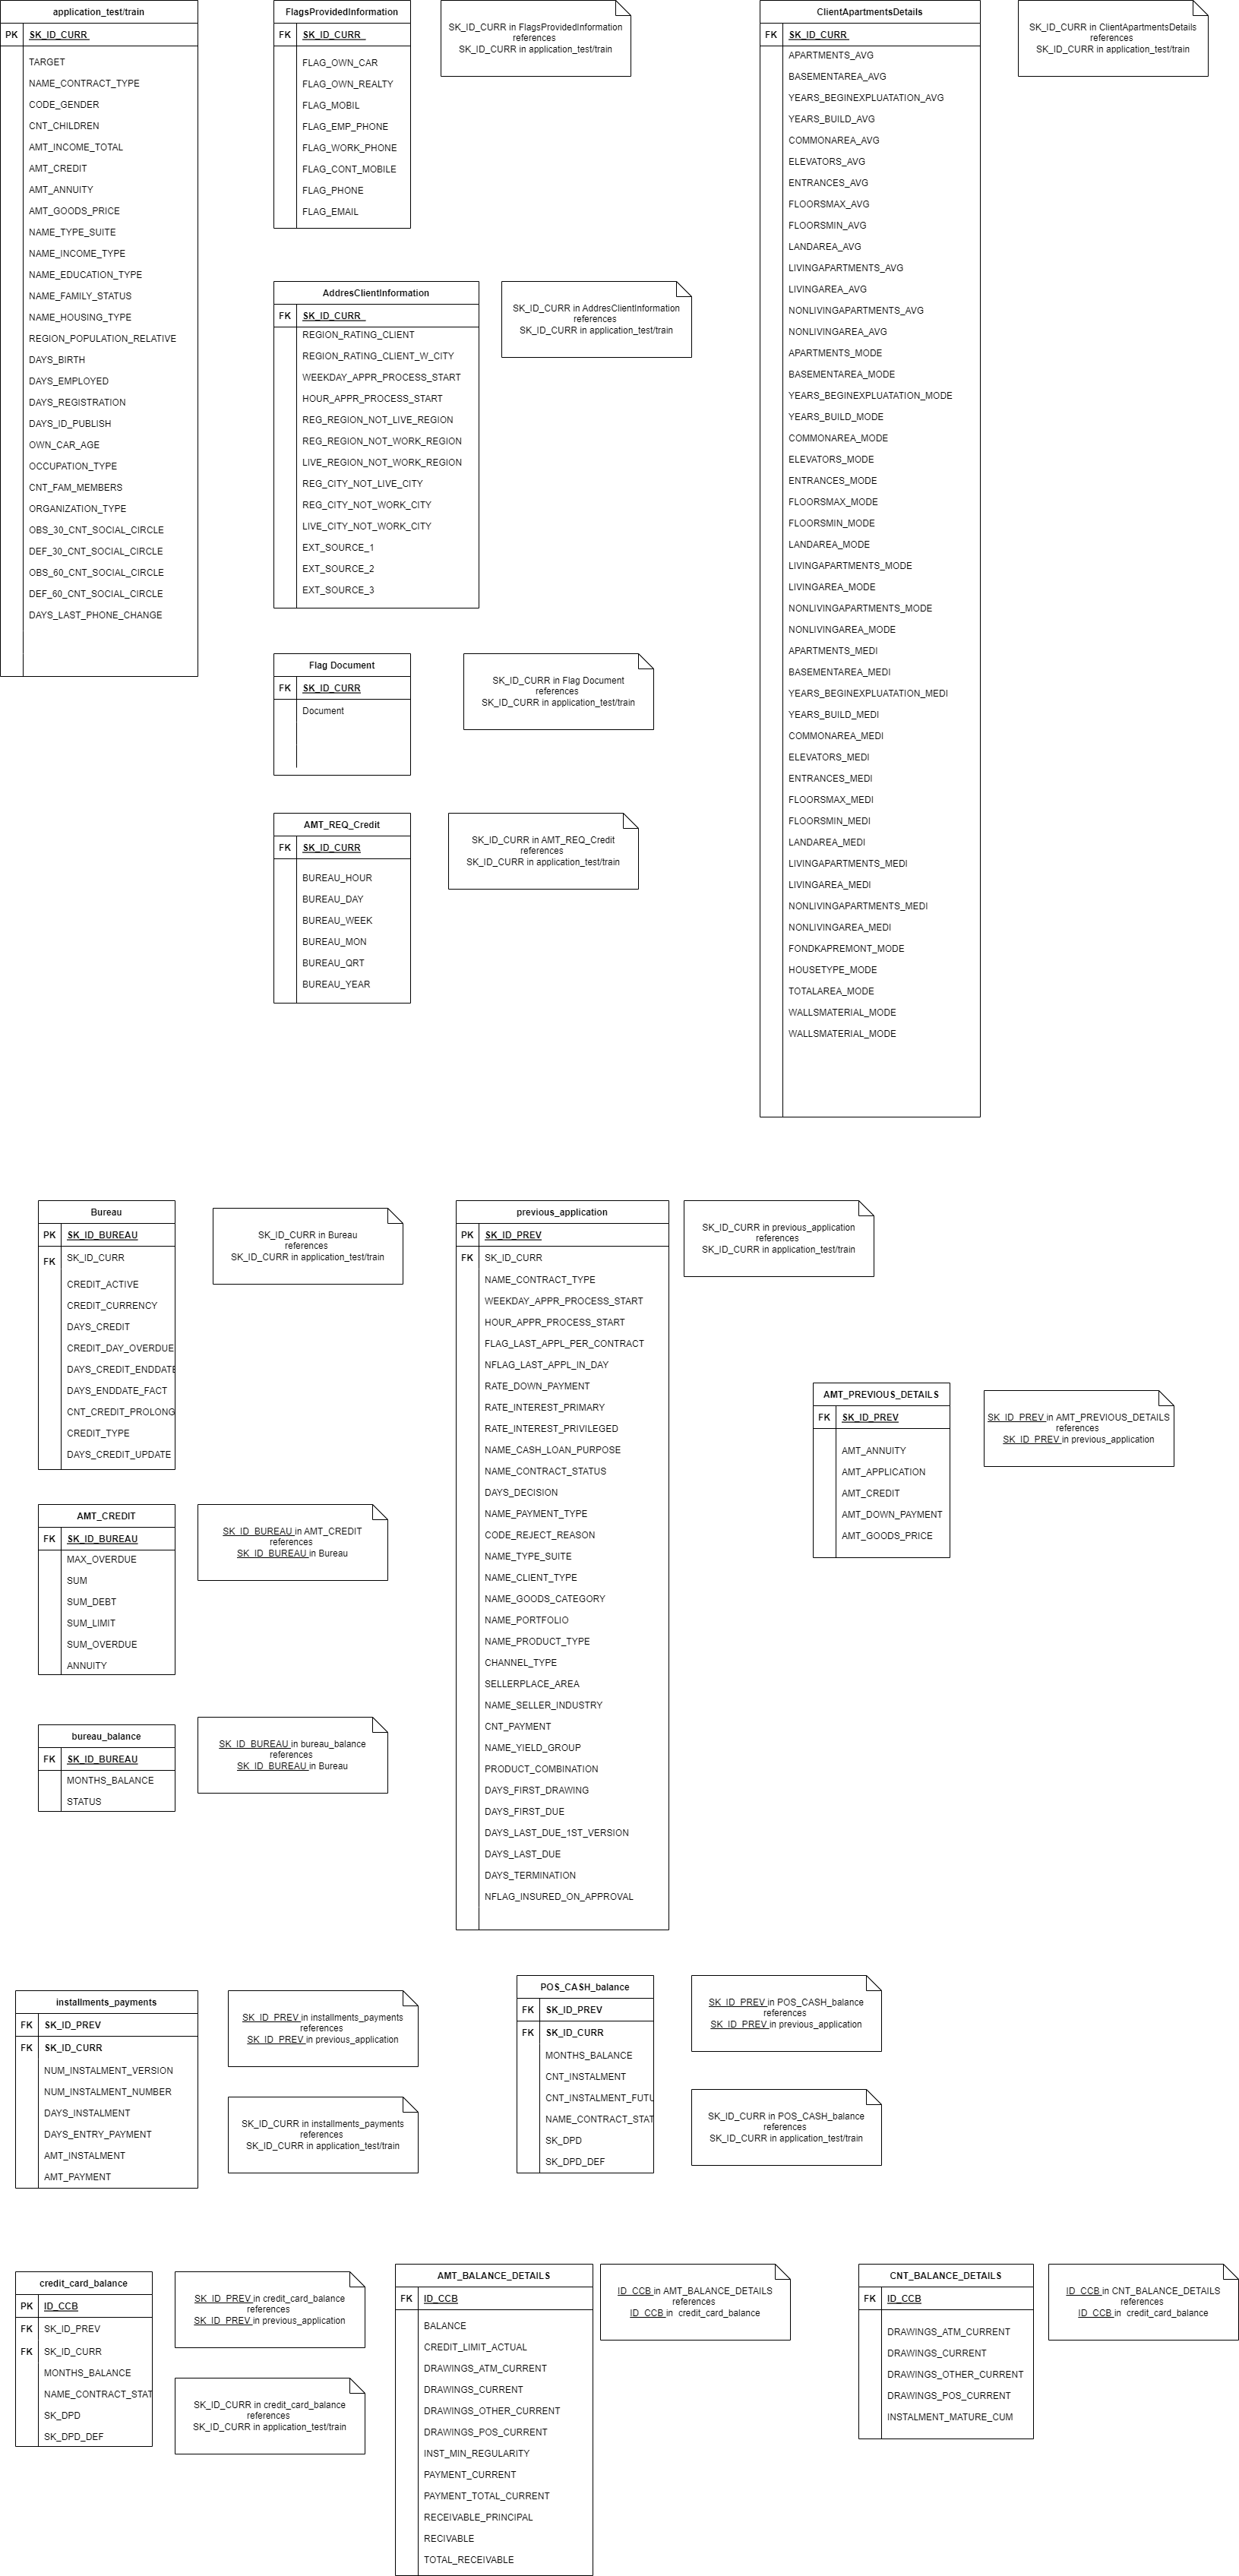 application_test/train
PK SK_ID_CURR
TARGET
NAME_CONTRACT_TYPE
CODE_GENDER
CNT_CHILDREN
AMT_INCOME_TOTAL
AMT_CREDIT
AMT_ANNUITY
AMT_GOODS_PRICE
NAME_TYPE_SUITE
NAME_INCOME_TYPE
NAME_EDUCATION_TYPE
NAME_FAMILY_STATUS
NAME_HOUSING_TYPE
REGION_POPULATION_RELATIVE
DAYS_BIRTH
DAYS_EMPLOYED
DAYS_REGISTRATION
DAYS_ID_PUBLISH
OWN_CAR_AGE
OCCUPATION_TYPE
CNT_FAM_MEMBERS
ORGANIZATION_TYPE
OBS_30_CNT_SOCIAL_CIRCLE
DEF_30_CNT_SOCIAL_CIRCLE
OBS_60_CNT_SOCIAL_CIRCLE
DEF_60_CNT_SOCIAL_CIRCLE
DAYS_LAST_PHONE_CHANGE
FlagsProvidedInformation
FK SK_ID_CURR
FLAG_OWN_CAR
FLAG_OWN_REALTY
FLAG_MOBIL
FLAG_EMP_PHONE
FLAG_WORK_PHONE
FLAG_CONT_MOBILE
FLAG_PHONE
FLAG_EMAIL
SK_ID_CURR in FlagsProvidedInformation
references
SK_ID_CURR in application_test/train
AddresClientInformation
FK SK_ID_CURR
REGION_RATING_CLIENT
REGION_RATING_CLIENT_W_CITY
WEEKDAY_APPR_PROCESS_START
HOUR_APPR_PROCESS_START
REG_REGION_NOT_LIVE_REGION
REG_REGION_NOT_WORK_REGION
LIVE_REGION_NOT_WORK_REGION
REG_CITY_NOT_LIVE_CITY
REG_CITY_NOT_WORK_CITY
LIVE_CITY_NOT_WORK_CITY
EXT_SOURCE_1
EXT_SOURCE_2
EXT_SOURCE_3
SK_ID_CURR in AddresClientInformation
references
SK_ID_CURR in application_test/train
Flag Document
FK SK_ID_CURR
Document
SK_ID_CURR in Flag Document
references
SK_ID_CURR in application_test/train
AMT_REQ_Credit
FK SK_ID_CURR
BUREAU_HOUR
BUREAU_DAY
BUREAU_WEEK
BUREAU_MON
BUREAU_QRT
BUREAU_YEAR
SK_ID_CURR in AMT_REQ_Credit
references
SK_ID_CURR in application_test/train
ClientApartmentsDetails
FK SK_ID_CURR
APARTMENTS_AVG
BASEMENTAREA_AVG
YEARS_BEGINEXPLUATATION_AVG
YEARS_BUILD_AVG
COMMONAREA_AVG
ELEVATORS_AVG
ENTRANCES_AVG
FLOORSMAX_AVG
FLOORSMIN_AVG
LANDAREA_AVG
LIVINGAPARTMENTS_AVG
LIVINGAREA_AVG
NONLIVINGAPARTMENTS_AVG
NONLIVINGAREA_AVG
APARTMENTS_MODE
BASEMENTAREA_MODE
YEARS_BEGINEXPLUATATION_MODE
YEARS_BUILD_MODE
COMMONAREA_MODE
ELEVATORS_MODE
ENTRANCES_MODE
FLOORSMAX_MODE
FLOORSMIN_MODE
LANDAREA_MODE
LIVINGAPARTMENTS_MODE
LIVINGAREA_MODE
NONLIVINGAPARTMENTS_MODE
NONLIVINGAREA_MODE
APARTMENTS_MEDI
BASEMENTAREA_MEDI
YEARS_BEGINEXPLUATATION_MEDI
YEARS_BUILD_MEDI
COMMONAREA_MEDI
ELEVATORS_MEDI
ENTRANCES_MEDI
FLOORSMAX_MEDI
FLOORSMIN_MEDI
LANDAREA_MEDI
LIVINGAPARTMENTS_MEDI
LIVINGAREA_MEDI
NONLIVINGAPARTMENTS_MEDI
NONLIVINGAREA_MEDI
FONDKAPREMONT_MODE
HOUSETYPE_MODE
TOTALAREA_MODE
WALLSMATERIAL_MODE
WALLSMATERIAL_MODE
SK_ID_CURR in ClientApartmentsDetails
references
SK_ID_CURR in application_test/train
Bureau
PK SK_ID_BUREAU
FK SK_ID_CURR
CREDIT_ACTIVE
CREDIT_CURRENCY
DAYS_CREDIT
CREDIT_DAY_OVERDUE
DAYS_CREDIT_ENDDATE
DAYS_ENDDATE_FACT
CNT_CREDIT_PROLONG
CREDIT_TYPE
DAYS_CREDIT_UPDATE
SK_ID_CURR in Bureau
references
SK_ID_CURR in application_test/train
AMT_CREDIT
FK SK_ID_BUREAU
MAX_OVERDUE
SUM
SUM_DEBT
SUM_LIMIT
SUM_OVERDUE
ANNUITY
SK_ID_BUREAU in AMT_CREDIT
references
SK_ID_BUREAU in Bureau
bureau_balance
FK SK_ID_BUREAU
MONTHS_BALANCE
STATUS
SK_ID_BUREAU in bureau_balance
references
SK_ID_BUREAU in Bureau
previous_application
PK SK_ID_PREV
FK SK_ID_CURR
NAME_CONTRACT_TYPE
WEEKDAY_APPR_PROCESS_START
HOUR_APPR_PROCESS_START
FLAG_LAST_APPL_PER_CONTRACT
NFLAG_LAST_APPL_IN_DAY
RATE_DOWN_PAYMENT
RATE_INTEREST_PRIMARY
RATE_INTEREST_PRIVILEGED
NAME_CASH_LOAN_PURPOSE
NAME_CONTRACT_STATUS
DAYS_DECISION
NAME_PAYMENT_TYPE
CODE_REJECT_REASON
NAME_TYPE_SUITE
NAME_CLIENT_TYPE
NAME_GOODS_CATEGORY
NAME_PORTFOLIO
NAME_PRODUCT_TYPE
CHANNEL_TYPE
SELLERPLACE_AREA
NAME_SELLER_INDUSTRY
CNT_PAYMENT
NAME_YIELD_GROUP
PRODUCT_COMBINATION
DAYS_FIRST_DRAWING
DAYS_FIRST_DUE
DAYS_LAST_DUE_1ST_VERSION
DAYS_LAST_DUE
DAYS_TERMINATION
NFLAG_INSURED_ON_APPROVAL
SK_ID_CURR in previous_application
references
SK_ID_CURR in application_test/train
AMT_PREVIOUS_DETAILS
FK SK_ID_PREV
AMT_ANNUITY
AMT_APPLICATION
AMT_CREDIT
AMT_DOWN_PAYMENT
AMT_GOODS_PRICE
SK_ID_PREV in AMT_PREVIOUS_DETAILS
references
SK_ID_PREV in previous_application
installments_payments
FK SK_ID_PREV
FK SK_ID_CURR
NUM_INSTALMENT_VERSION
NUM_INSTALMENT_NUMBER
DAYS_INSTALMENT
DAYS_ENTRY_PAYMENT
AMT_INSTALMENT
AMT_PAYMENT
SK_ID_PREV in installments_payments
references
SK_ID_PREV in previous_application
SK_ID_CURR in installments_payments
references
SK_ID_CURR in application_test/train
POS_CASH_balance
FK SK_ID_PREV
FK SK_ID_CURR
MONTHS_BALANCE
CNT_INSTALMENT
CNT_INSTALMENT_FUTU
NAME_CONTRACT_STAT
SK_DPD
SK_DPD_DEF
SK_ID_PREV in POS_CASH_balance
references
SK_ID_PREV in previous_application
SK_ID_CURR in POS_CASH_balance
references
SK_ID_CURR in application_test/train
credit_card_balance
PK ID_CCB
FK SK_ID_PREV
FK SK_ID_CURR
MONTHS_BALANCE
NAME_CONTRACT_STAT
SK_DPD
SK_DPD_DEF
SK_ID_PREV in credit_card_balance
references
SK_ID_PREV in previous_application
SK_ID_CURR in credit_card_balance
references
SK_ID_CURR in application_test/train
AMT_BALANCE_DETAILS
FK ID_CCB
BALANCE
CREDIT_LIMIT_ACTUAL
DRAWINGS_ATM_CURRENT
DRAWINGS_CURRENT
DRAWINGS_OTHER_CURRENT
DRAWINGS_POS_CURRENT
INST_MIN_REGULARITY
PAYMENT_CURRENT
PAYMENT_TOTAL_CURRENT
RECEIVABLE_PRINCIPAL
RECIVABLE
TOTAL_RECEIVABLE
ID_CCB in AMT_BALANCE_DETAILS
references
ID_CCB in credit_card_balance
CNT_BALANCE_DETAILS
FK ID_CCB
DRAWINGS_ATM_CURRENT
DRAWINGS_CURRENT
DRAWINGS_OTHER_CURRENT
DRAWINGS_POS_CURRENT
INSTALMENT_MATURE_CUM
ID_CCB in CNT_BALANCE_DETAILS
references
ID_CCB in credit_card_balance